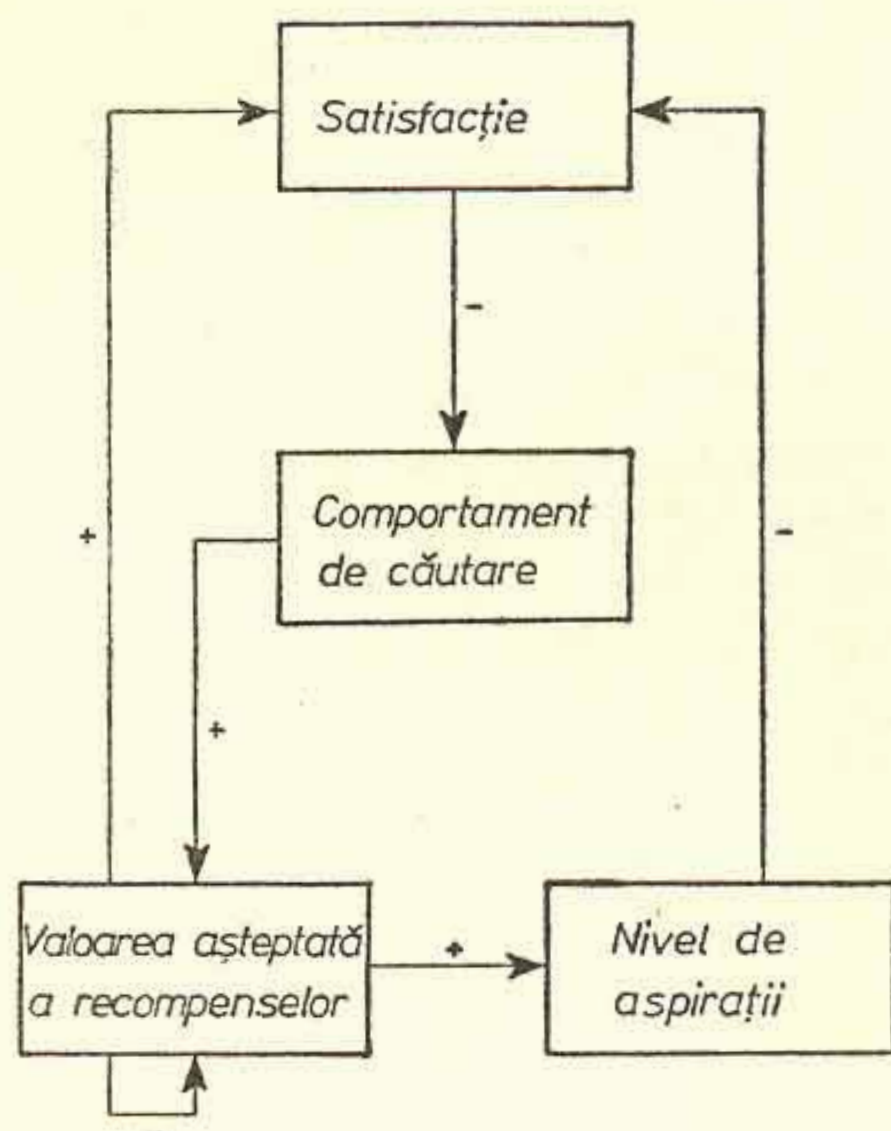 Satisfacție
-
Comportament
de căutare
+
-
+
Valoarea așteptată
a recompenselor
+
Nivel de
aspirații